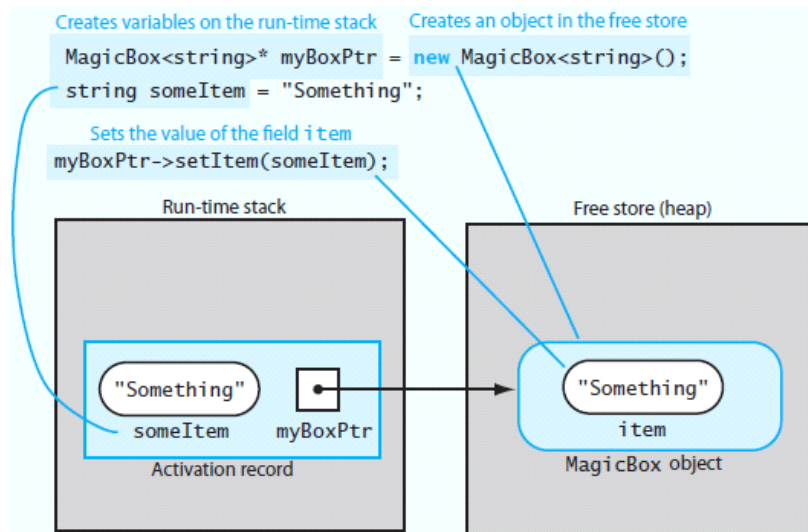 Creates variables on the run-time stack
Creates an object in the free store
MagicBox<string>* myBoxPtr = new MagicBox<string>();
string someItem = "Something";
Sets the value of the field item
myBoxPtr->setItem(someItem);
Run-time stack
Free store (heap)
"Something"
"Something"
someItem
myBoxPtr
item
Activation record
MagicBox object